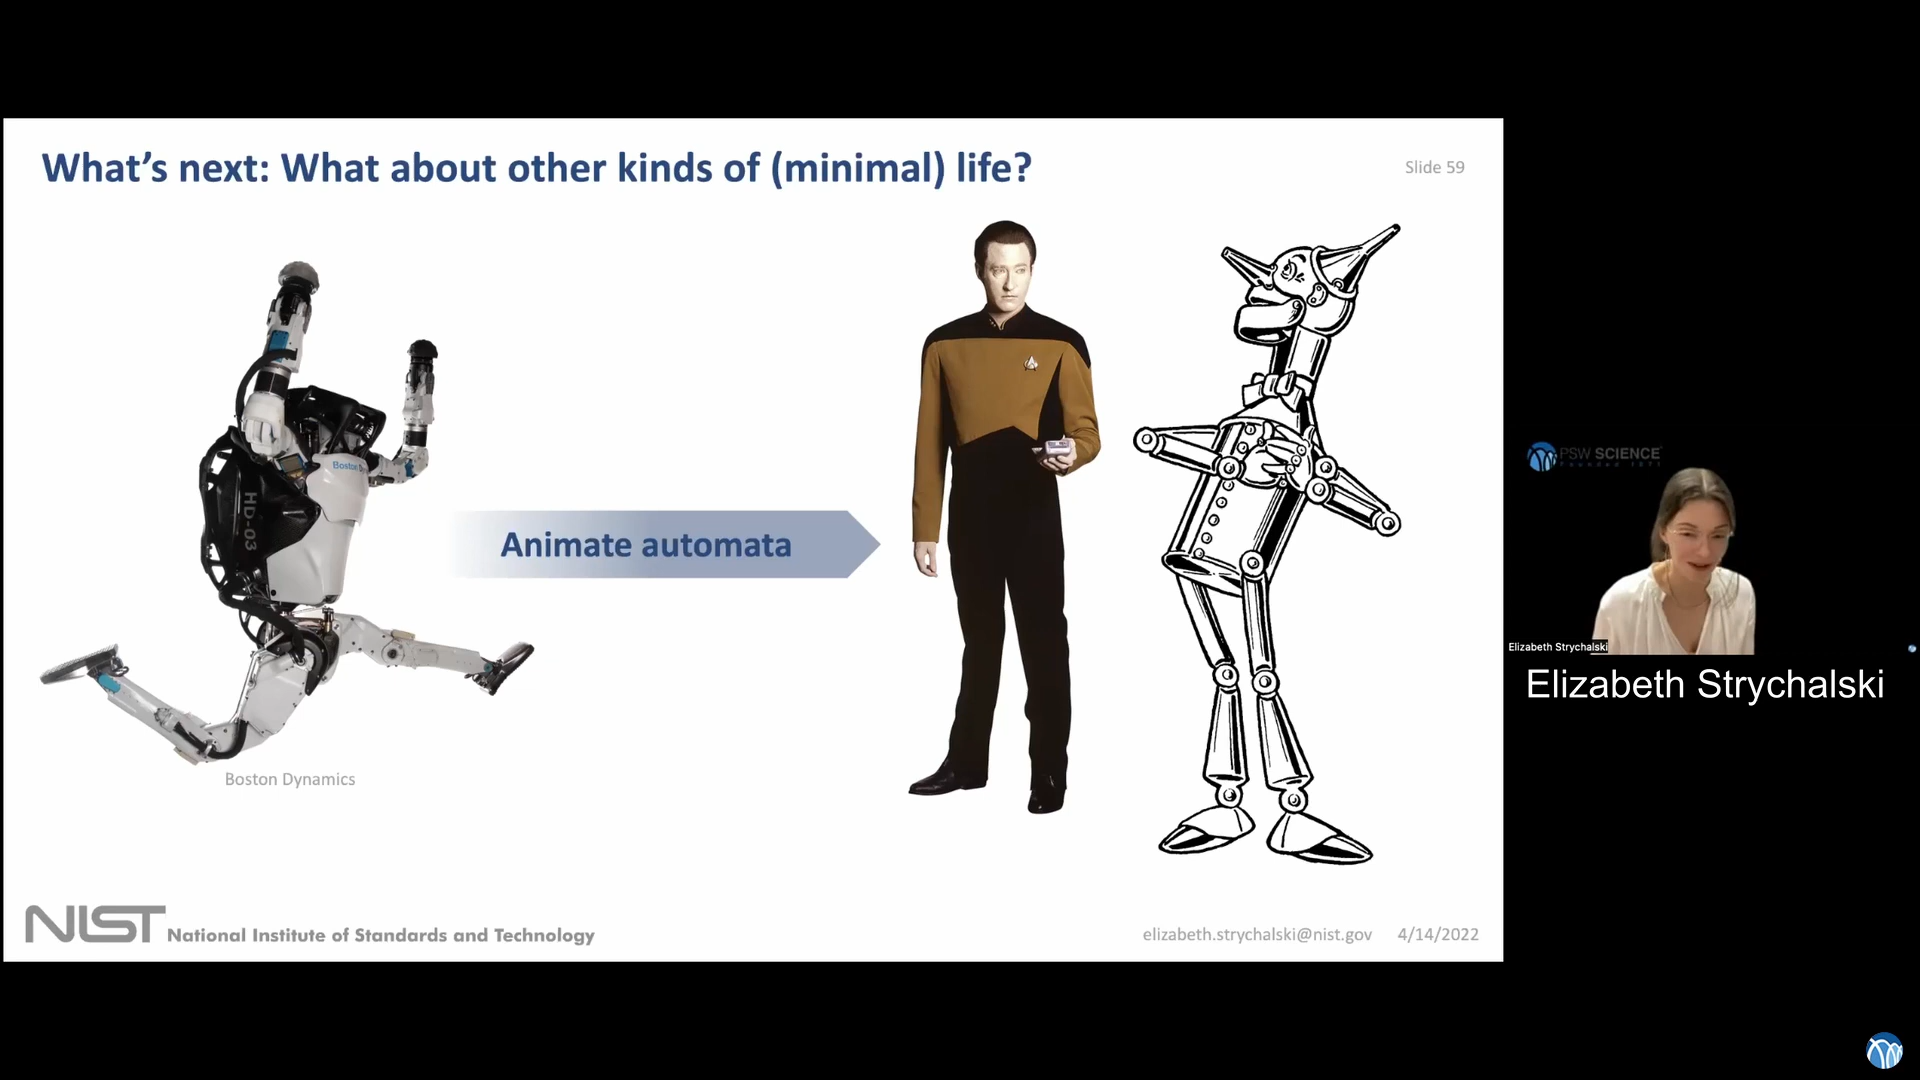 What's next: What about other kinds of (minimal) life?
Slide 59
HD-03
Animate automata
Boston Dynamics
NIST National Institute of Standards and Technology
elizabeth.strychalski@nist.gov 4/14/2022
PSW SCIENCE
Elizabeth Strychalski
Elizabeth Strychalski